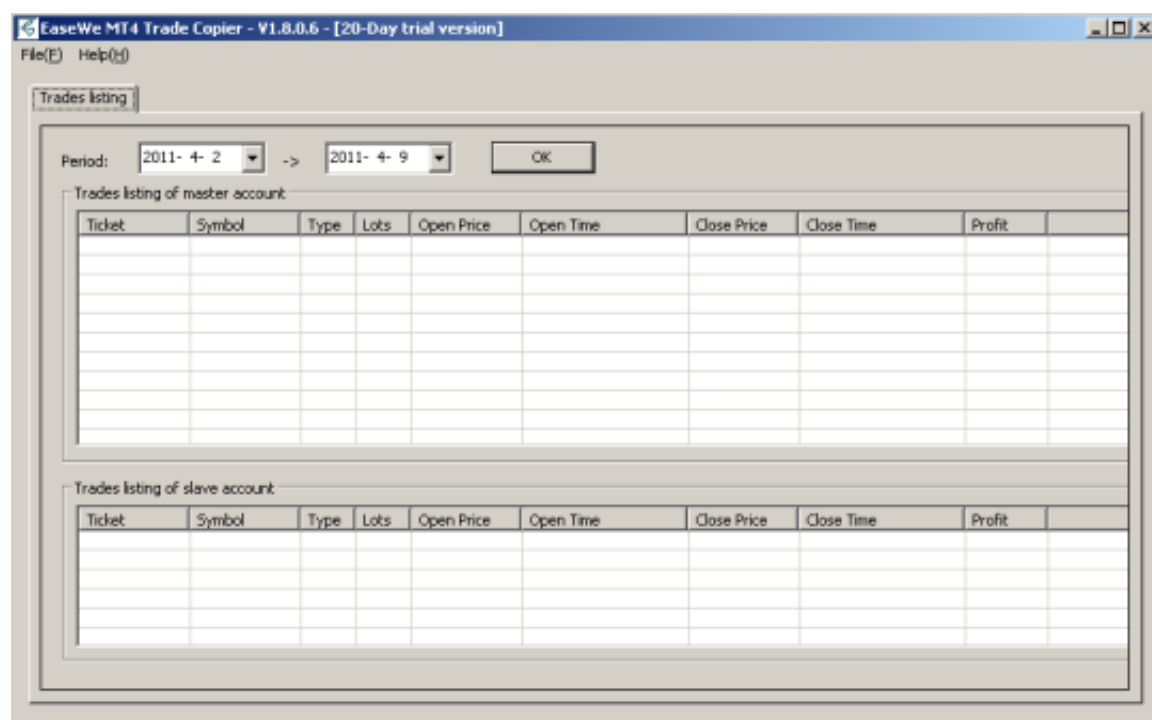 EaseWe MT4 Trade Copier - V1.8.0.6 - [20-Day trial version]
File(F) Help(H)
Trades listing
Period: 2011- 4- 2 -> 2011- 4- 9 OK
Trades listing of master account
Ticket Symbol Type Lots Open Price Open Time Close Price Close Time Profit
Trades listing of slave account
Ticket Symbol Type Lots Open Price Open Time Close Price Close Time Profit